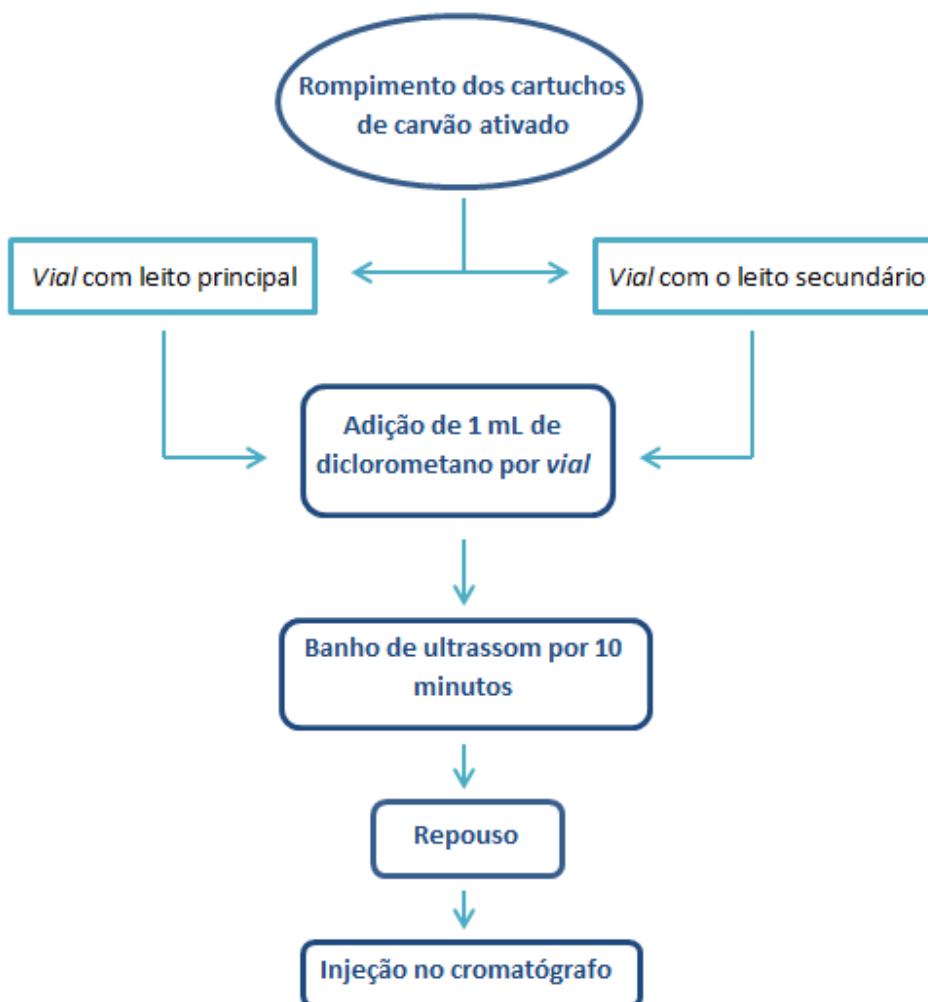 Rompimento dos cartuchos
de carvão ativado
Vial com leito principal
Vial com o leito secundário
Adição de 1 mL de
diclorometano por vial
Banho de ultrassom por 10
minutos
Repouso
Injeção no cromatógrafo